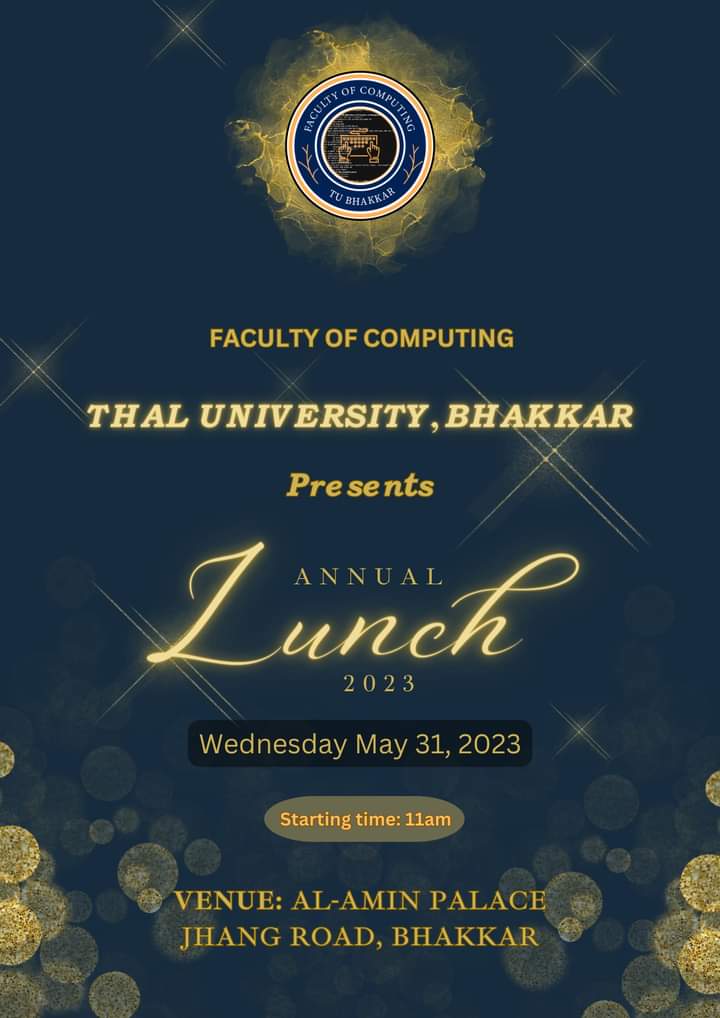 FACULTY OF COMPUTING
TU BHAKKAR
FACULTY OF COMPUTING
THAL UNIVERSITY, BHAKKAR
Presents
ANNUAL
Lunch
2023
Wednesday May 31, 2023
Starting time: 11am
VENUE: AL-AMIN PALACE
JHANG ROAD, BHAKKAR